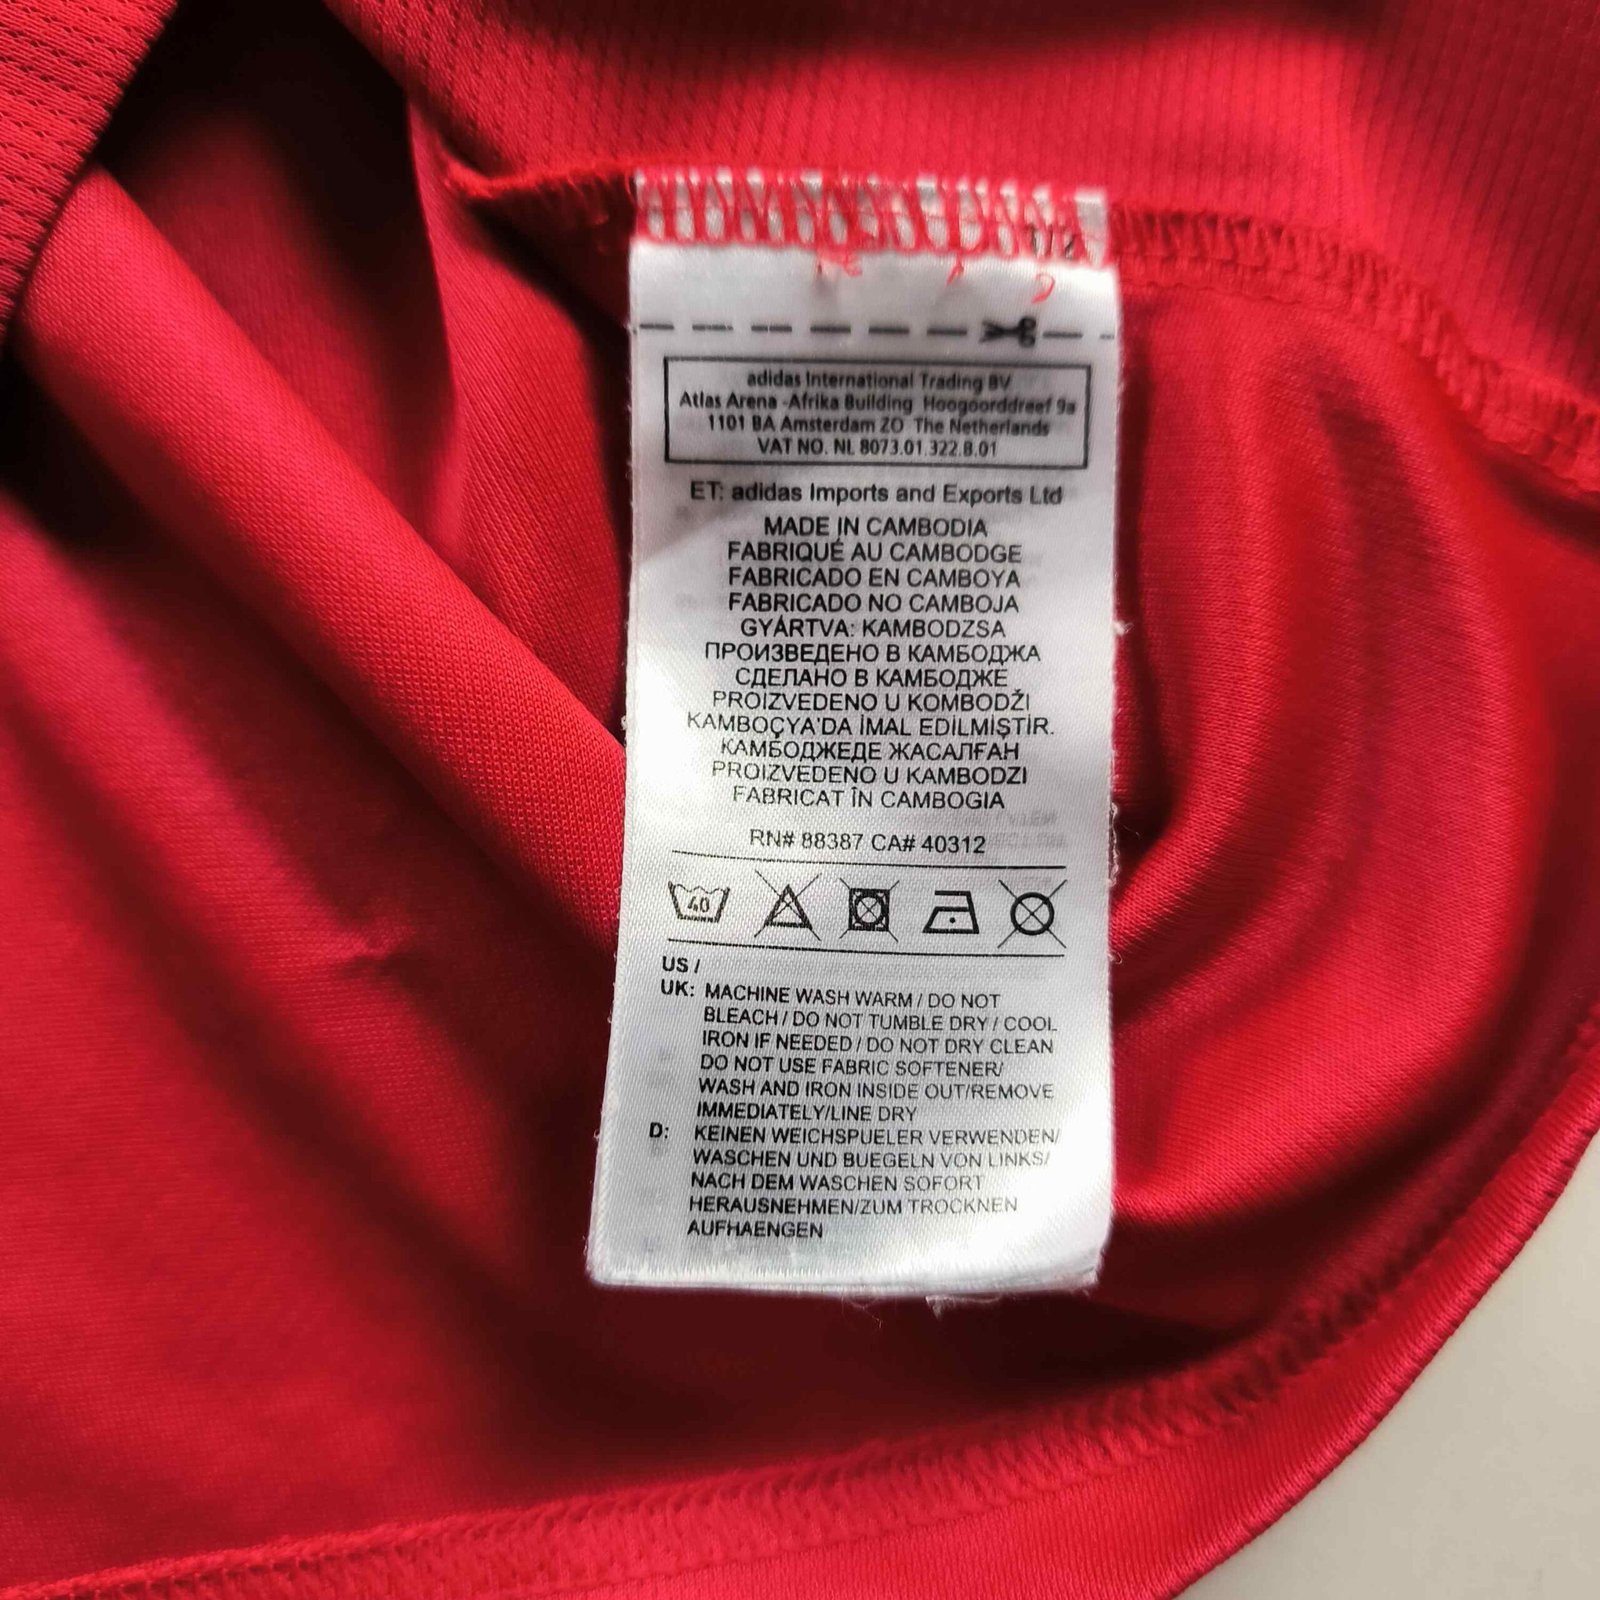 1/2
adidas International Trading BV
Atlas Arena -Afrika Building Hoogoorddreef 9a
1101 BA Amsterdam ZO The Netherlands
VAT NO. NL 8073.01.322.B.01
ET: adidas Imports and Exports Ltd
MADE IN CAMBODIA
FABRIQUÉ AU CAMBODGE
FABRICADO EN CAMBOYA
FABRICADO NO CAMBOJA
GYÁRTVA: KAMBODZSA
ПРОИЗВЕДЕНО В КАМБОДЖА
СДЕЛАНО В КАМБОДЖЕ
PROIZVEDENO U KOMBODŽI
KAMBOÇYA'DA İMAL EDILMIŞTİR.
КАМБОДЖЕДЕ ЖАСАЛҒАН
PROIZVEDENO U KAMBODZI
FABRICAT ÎN CAMBOGIA
RN# 88387 CA# 40312
40
US /
UK: MACHINE WASH WARM / DO NOT
BLEACH / DO NOT TUMBLE DRY / COOL
IRON IF NEEDED / DO NOT DRY CLEAN
DO NOT USE FABRIC SOFTENER/
WASH AND IRON INSIDE OUT/REMOVE
IMMEDIATELY/LINE DRY
D: KEINEN WEICHSPUELER VERWENDEN/
WASCHEN UND BUEGELN VON LINKS/
NACH DEM WASCHEN SOFORT
HERAUSNEHMEN/ZUM TROCKNEN
AUFHAENGEN